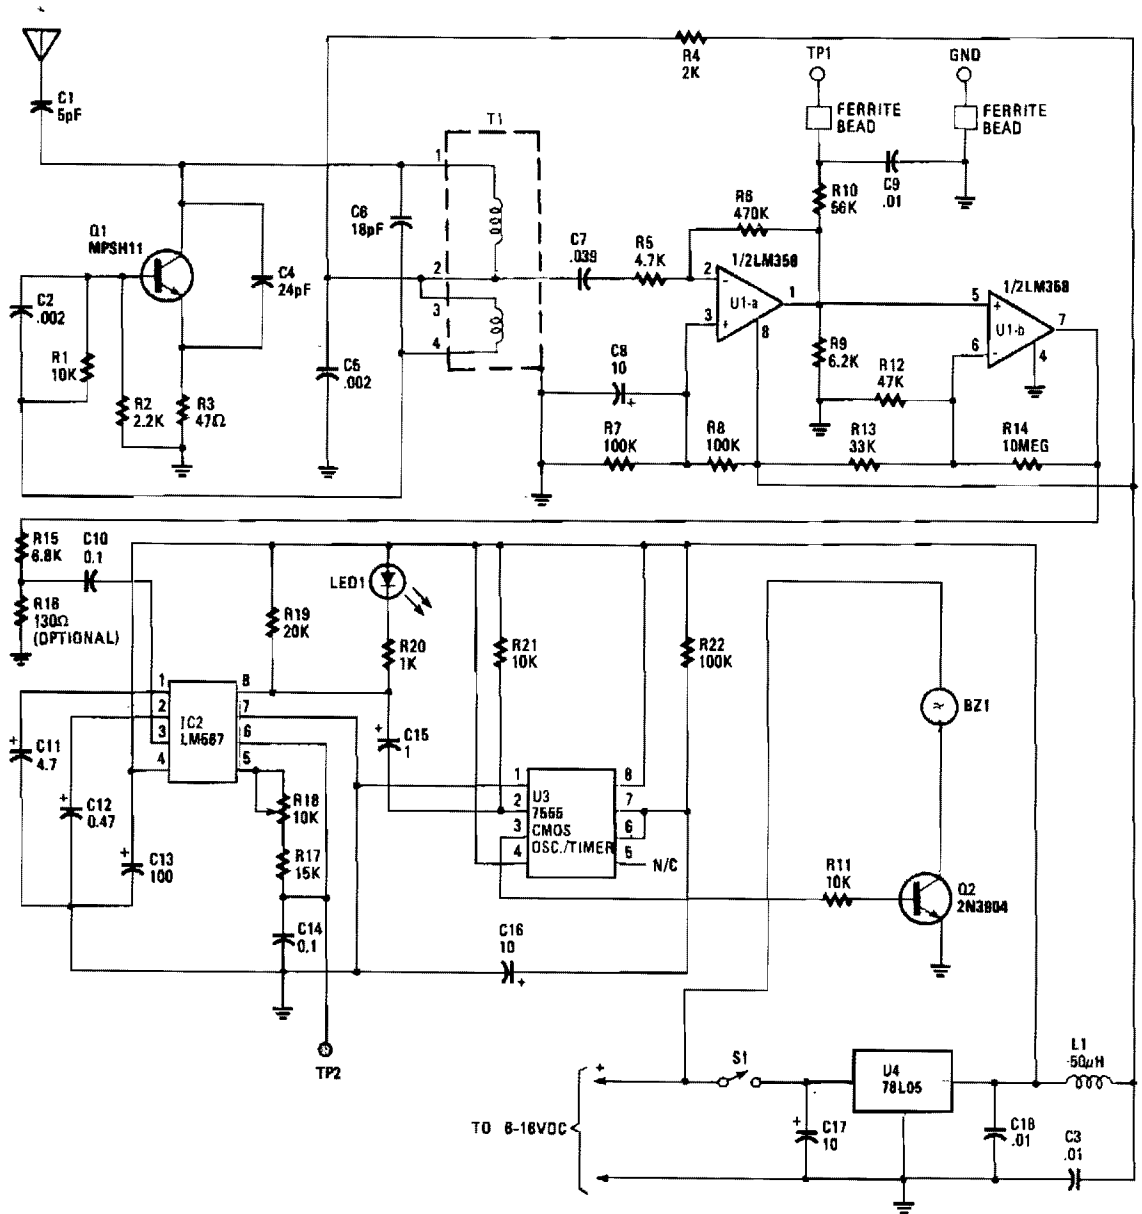 R4
2K
TP1
GND
C1
5pF
FERRITE
BEAD
FERRITE
BEAD
T1
1
C9
.01
R10
56K
R6
470K
C6
18pF
Q1
MPSH11
C7
.039
R5
4.7K
1/2LM358
2
2
-
U1-a
1
1/2LM358
C4
24pF
C2
.002
3
3
+
8
5
+
U1-b
7
6
-
4
4
R1
10K
C5
.002
C8
10
+
R9
6.2K
R12
47K
R2
2.2K
R3
47Ω
R7
100K
R8
100K
R13
33K
R14
10MEG
R15
6.8K
C10
0.1
LED1
R16
130Ω
(OPTIONAL)
R19
20K
R20
1K
R21
10K
R22
100K
1
8
2
7
3
6
4
5
IC2
LM567
BZ1
+
C11
4.7
+
C15
1
+
C12
0.47
R18
10K
1
8
2
7
3
6
4
5
U3
7555
CMOS
OSC./TIMER
N/C
+
C13
100
R17
15K
R11
10K
Q2
2N3904
C14
0.1
C16
10
+
TP2
+
S1
U4
78L05
L1
50μH
TO 6-16VDC
+
C17
10
C18
.01
C3
.01